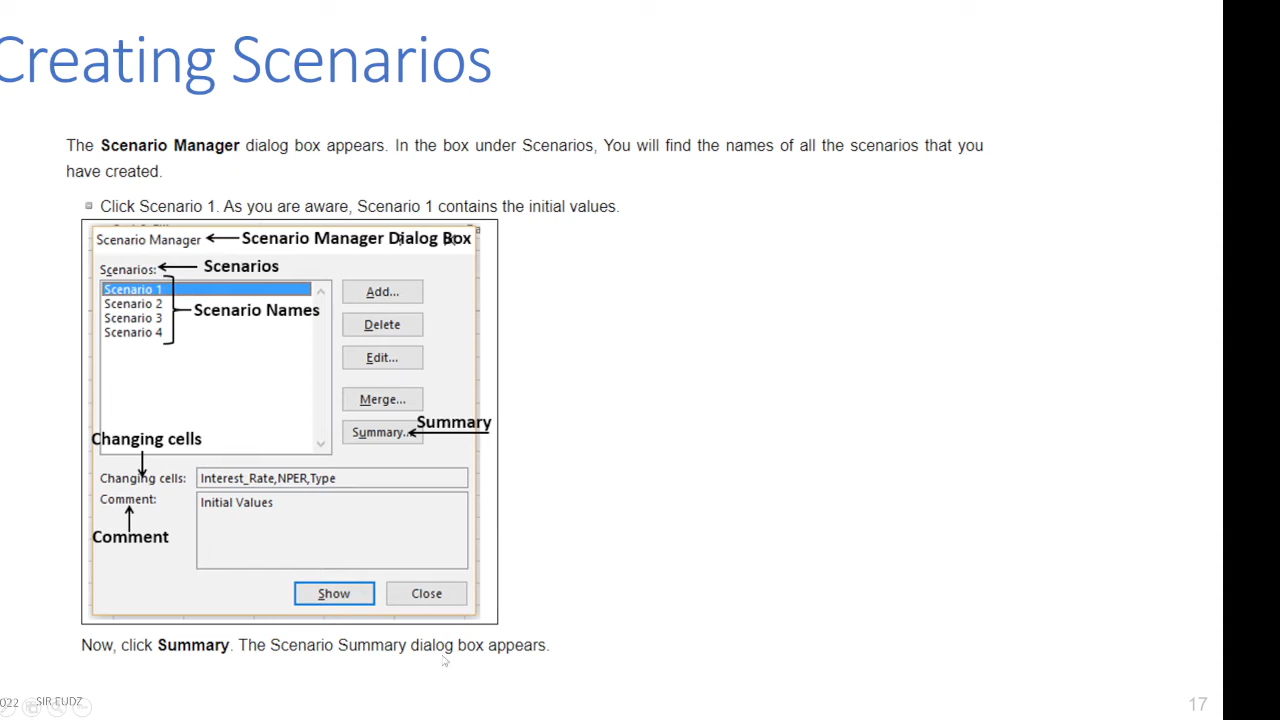 Creating Scenarios
The Scenario Manager dialog box appears. In the box under Scenarios, You will find the names of all the scenarios that you
have created.
Click Scenario 1. As you are aware, Scenario 1 contains the initial values.
Scenario Manager
Scenario Manager Dialog Box
Scenarios:
Scenarios
Scenario 1
Scenario 2
Scenario 3
Scenario 4
Scenario Names
Add...
Delete
Edit...
Merge...
Summary...
Summary
Changing cells
Changing cells:
Interest_Rate,NPER,Type
Comment:
Initial Values
Comment
Show
Close
Now, click Summary. The Scenario Summary dialog box appears.
022
SIR EUDZ
17